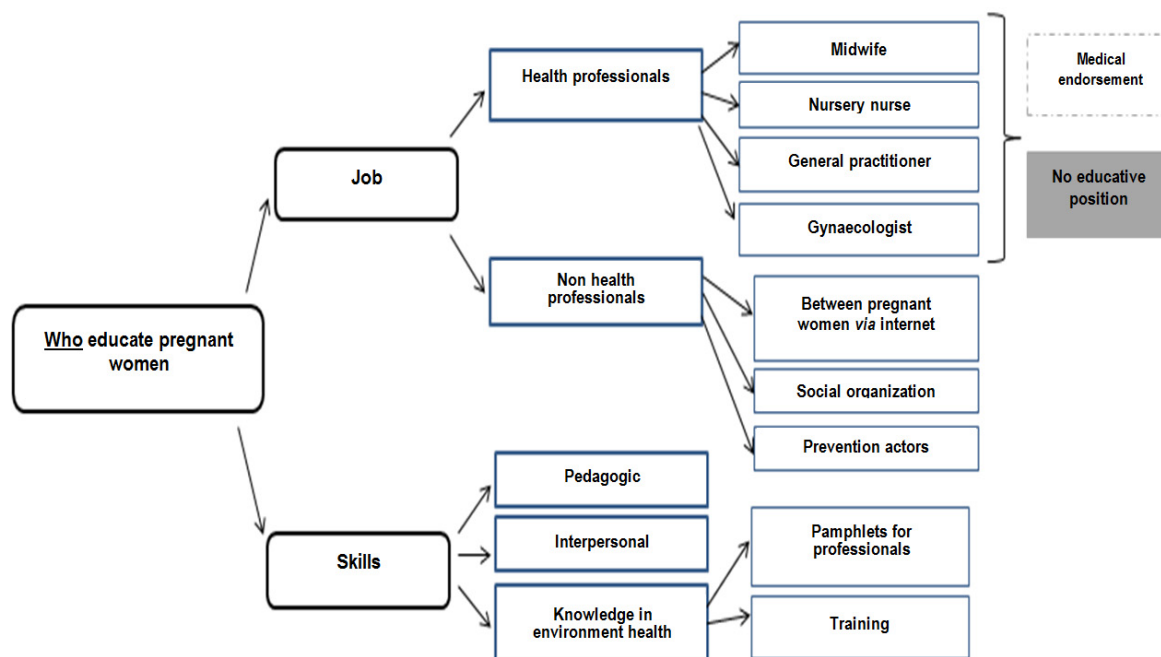 Who educate pregnant
women
Job
Skills
Health professionals
Non health
professionals
Pedagogic
Interpersonal
Knowledge in
environment health
Midwife
Nursery nurse
General practitioner
Gynaecologist
Between pregnant
women via internet
Social organization
Prevention actors
Pamphlets for
professionals
Training
Medical
endorsement
No educative
position